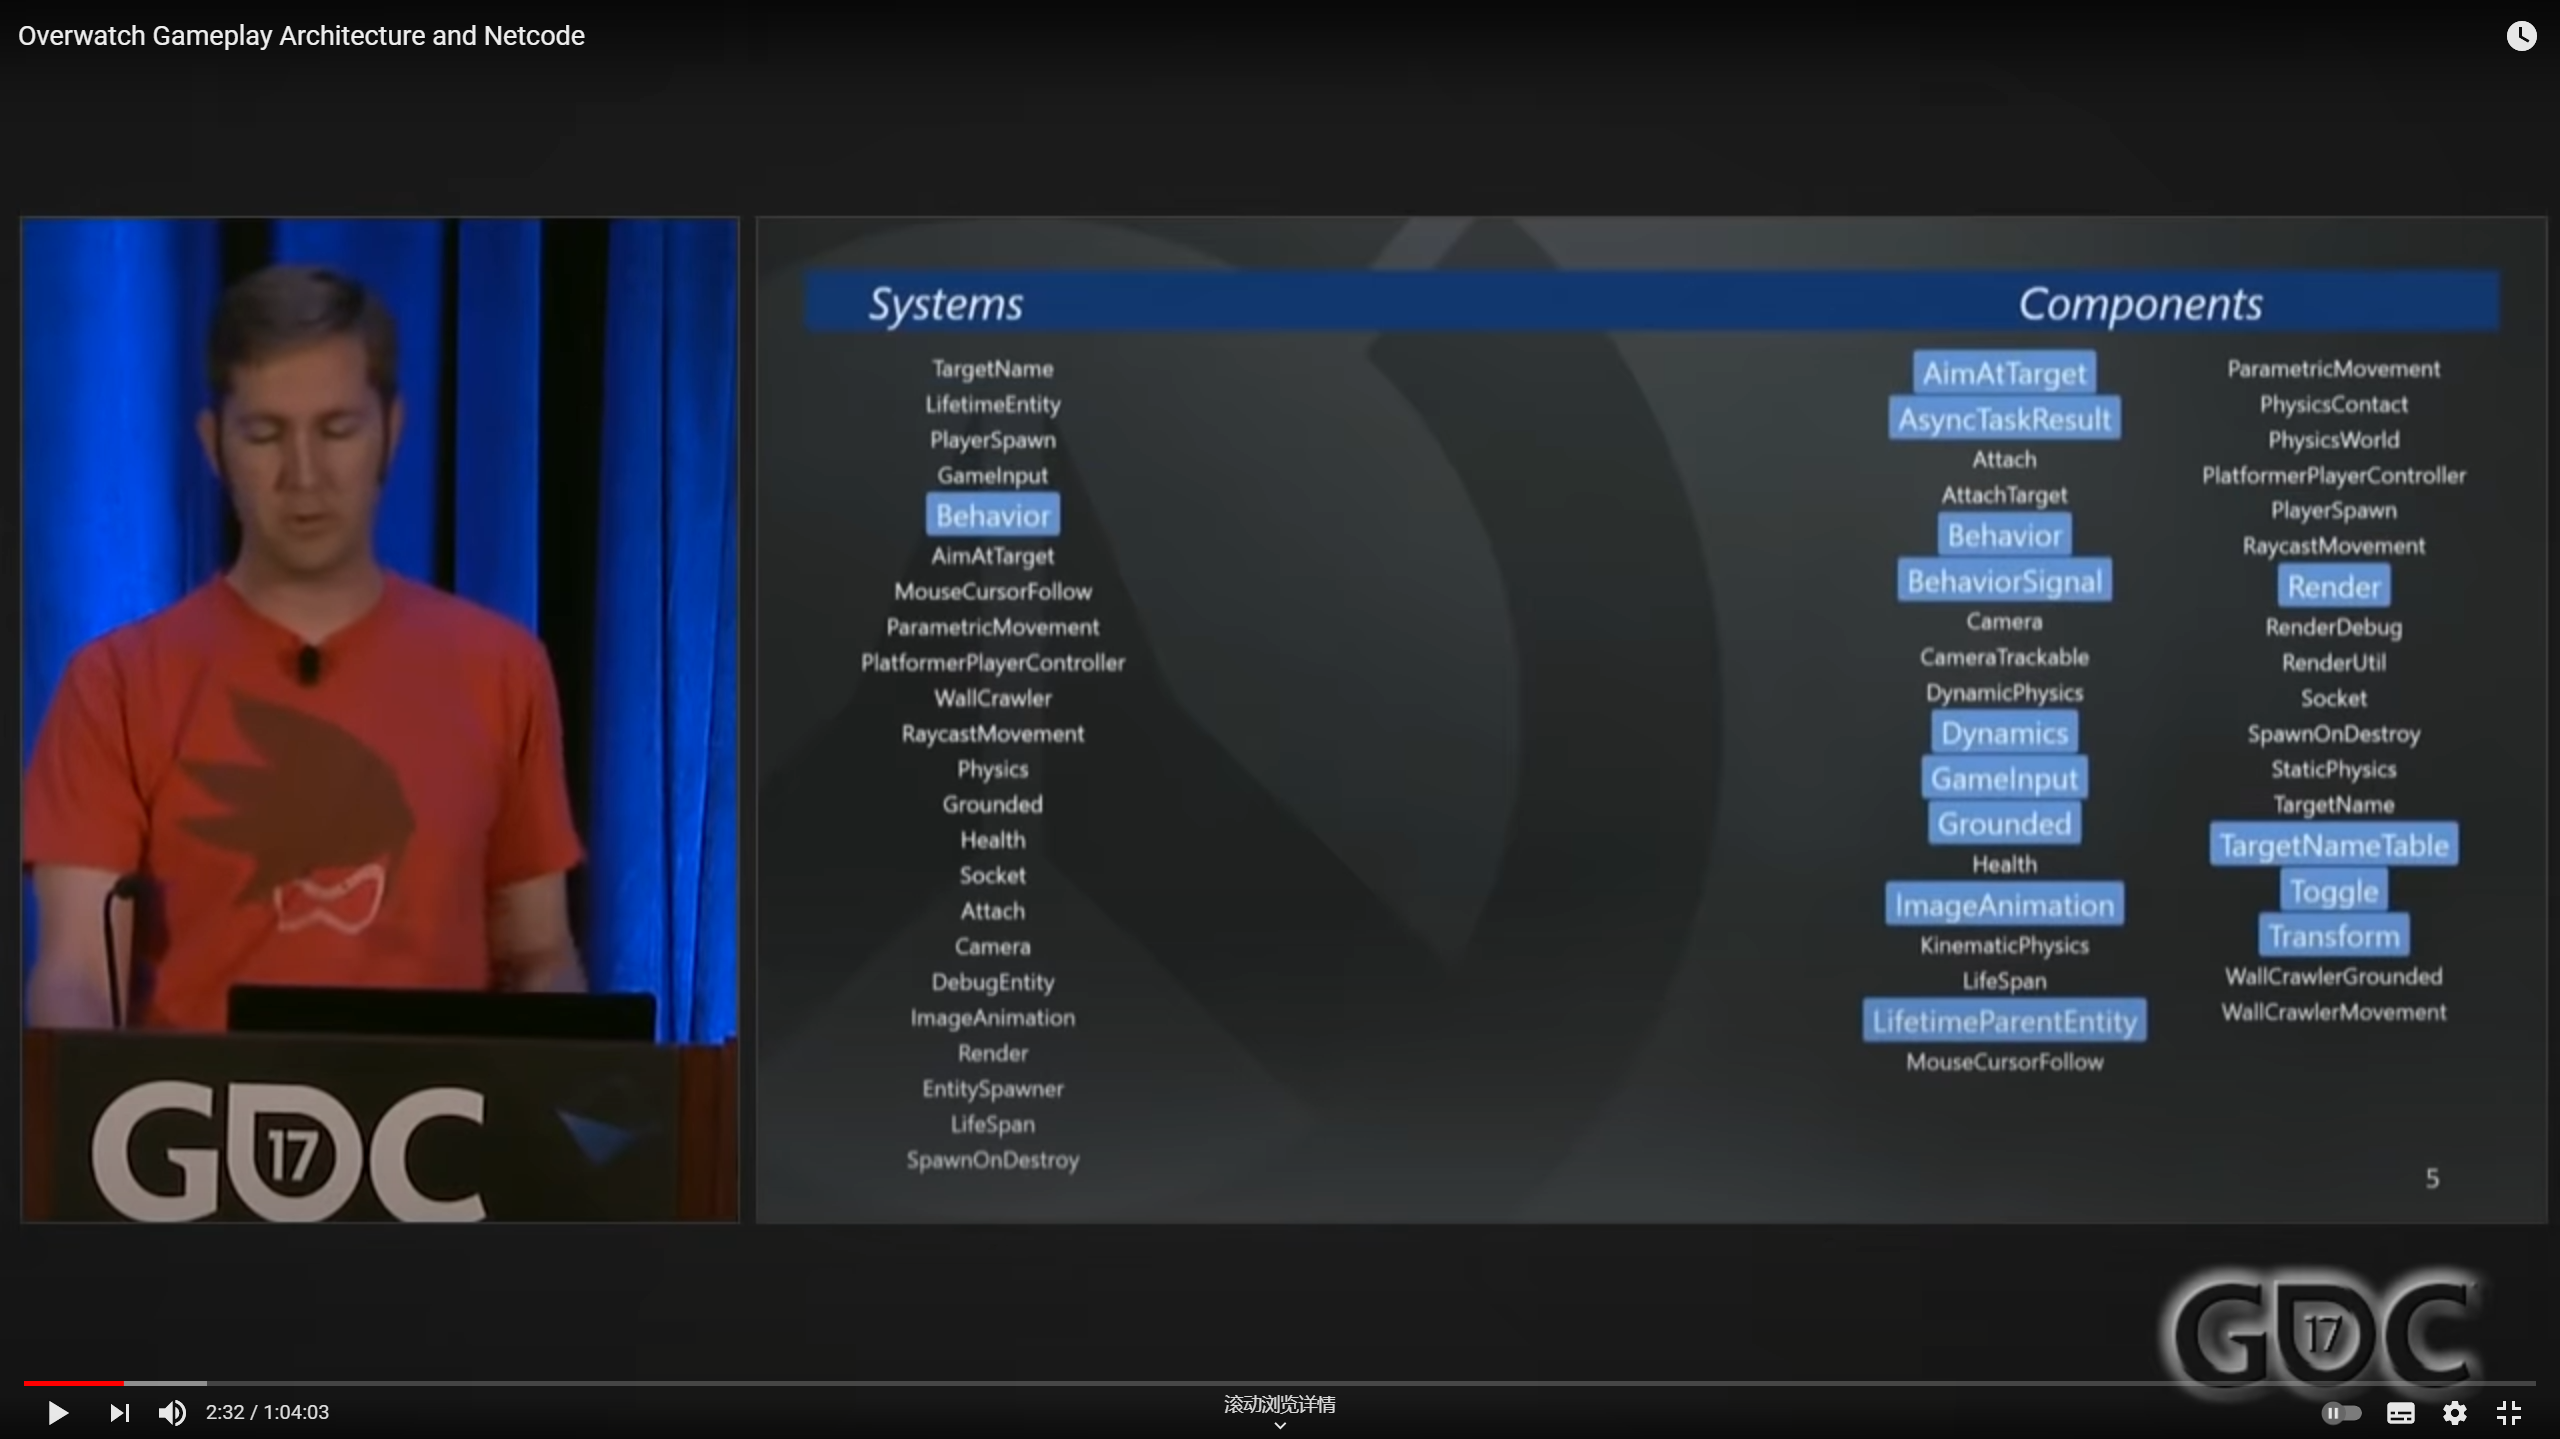 Overwatch Gameplay Architecture and Netcode
Systems
Components
TargetName
LifetimeEntity
PlayerSpawn
GameInput
Behavior
AimAtTarget
MouseCursorFollow
ParametricMovement
PlatformerPlayerController
WallCrawler
RaycastMovement
Physics
Grounded
Health
Socket
Attach
Camera
DebugEntity
ImageAnimation
Render
EntitySpawner
LifeSpan
SpawnOnDestroy
AimAtTarget
AsyncTaskResult
Attach
AttachTarget
Behavior
BehaviorSignal
Camera
CameraTrackable
DynamicPhysics
Dynamics
GameInput
Grounded
Health
ImageAnimation
KinematicPhysics
LifeSpan
LifetimeParentEntity
MouseCursorFollow
ParametricMovement
PhysicsContact
PhysicsWorld
PlatformerPlayerController
PlayerSpawn
RaycastMovement
Render
RenderDebug
RenderUtil
Socket
SpawnOnDestroy
StaticPhysics
TargetName
TargetNameTable
Toggle
Transform
WallCrawlerGrounded
WallCrawlerMovement
5
GDC
17
GDC
17
2:32 / 1:04:03
滚动浏览详情